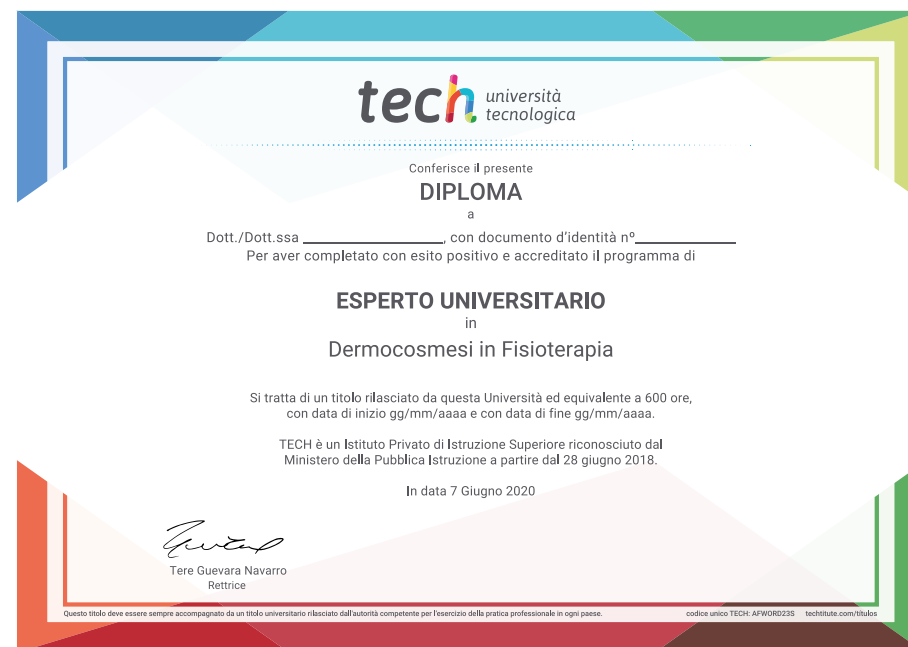 tech università
tecnologica
Conferisce il presente
DIPLOMA
a
Dott./Dott.ssa ____________________, con documento d'identità nº______________
Per aver completato con esito positivo e accreditato il programma di
ESPERTO UNIVERSITARIO
in
Dermocosmesi in Fisioterapia
Si tratta di un titolo rilasciato da questa Università ed equivalente a 600 ore,
con data di inizio gg/mm/aaaa e con data di fine gg/mm/aaaa.
TECH è un Istituto Privato di Istruzione Superiore riconosciuto dal
Ministero della Pubblica Istruzione a partire dal 28 giugno 2018.
In data 7 Giugno 2020
Tere Guevara Navarro
Rettrice
Questo titolo deve essere sempre accompagnato da un titolo universitario rilasciato dall'autorità competente per l'esercizio della pratica professionale in ogni paese. codice unico TECH: AFWORD23S techtitute.com/títulos